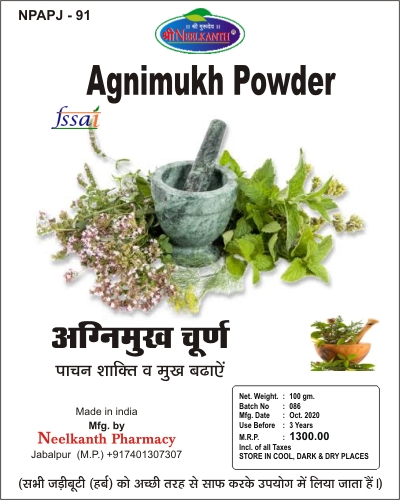 NPAPJ - 91
|| श्री गुरूदेव ||
श्री NEELKANTH
Agnimukh Powder
fssai
अग्निमुख चूर्ण
पाचन शाक्ति व मुख बढाऐं
Made in india
Mfg. by
Neelkanth Pharmacy
Jabalpur (M.P.) +917401307307
Net. Weight. : 100 gm.
Batch No : 086
Mfg. Date : Oct. 2020
Use Before : 3 Years
M.R.P. : 1300.00
Incl. of all Taxes
STORE IN COOL, DARK & DRY PLACES
(सभी जड़ीबूटी (हर्ब) को अच्छी तरह से साफ करके उपयोग में लिया जाता हैं।)